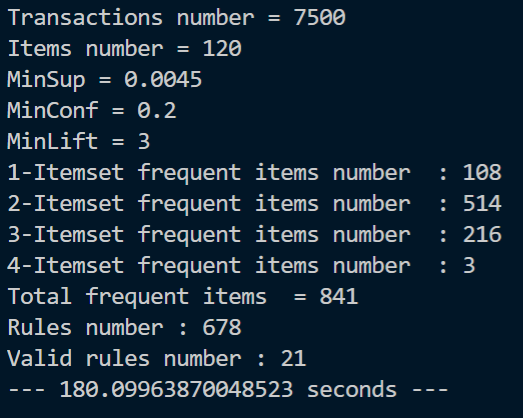 Transactions number = 7500
Items number = 120
MinSup = 0.0045
MinConf = 0.2
MinLift = 3
1-Itemset frequent items number  : 108
2-Itemset frequent items number  : 514
3-Itemset frequent items number  : 216
4-Itemset frequent items number  : 3
Total frequent items  = 841
Rules number : 678
Valid rules number : 21
--- 180.09963870048523 seconds ---